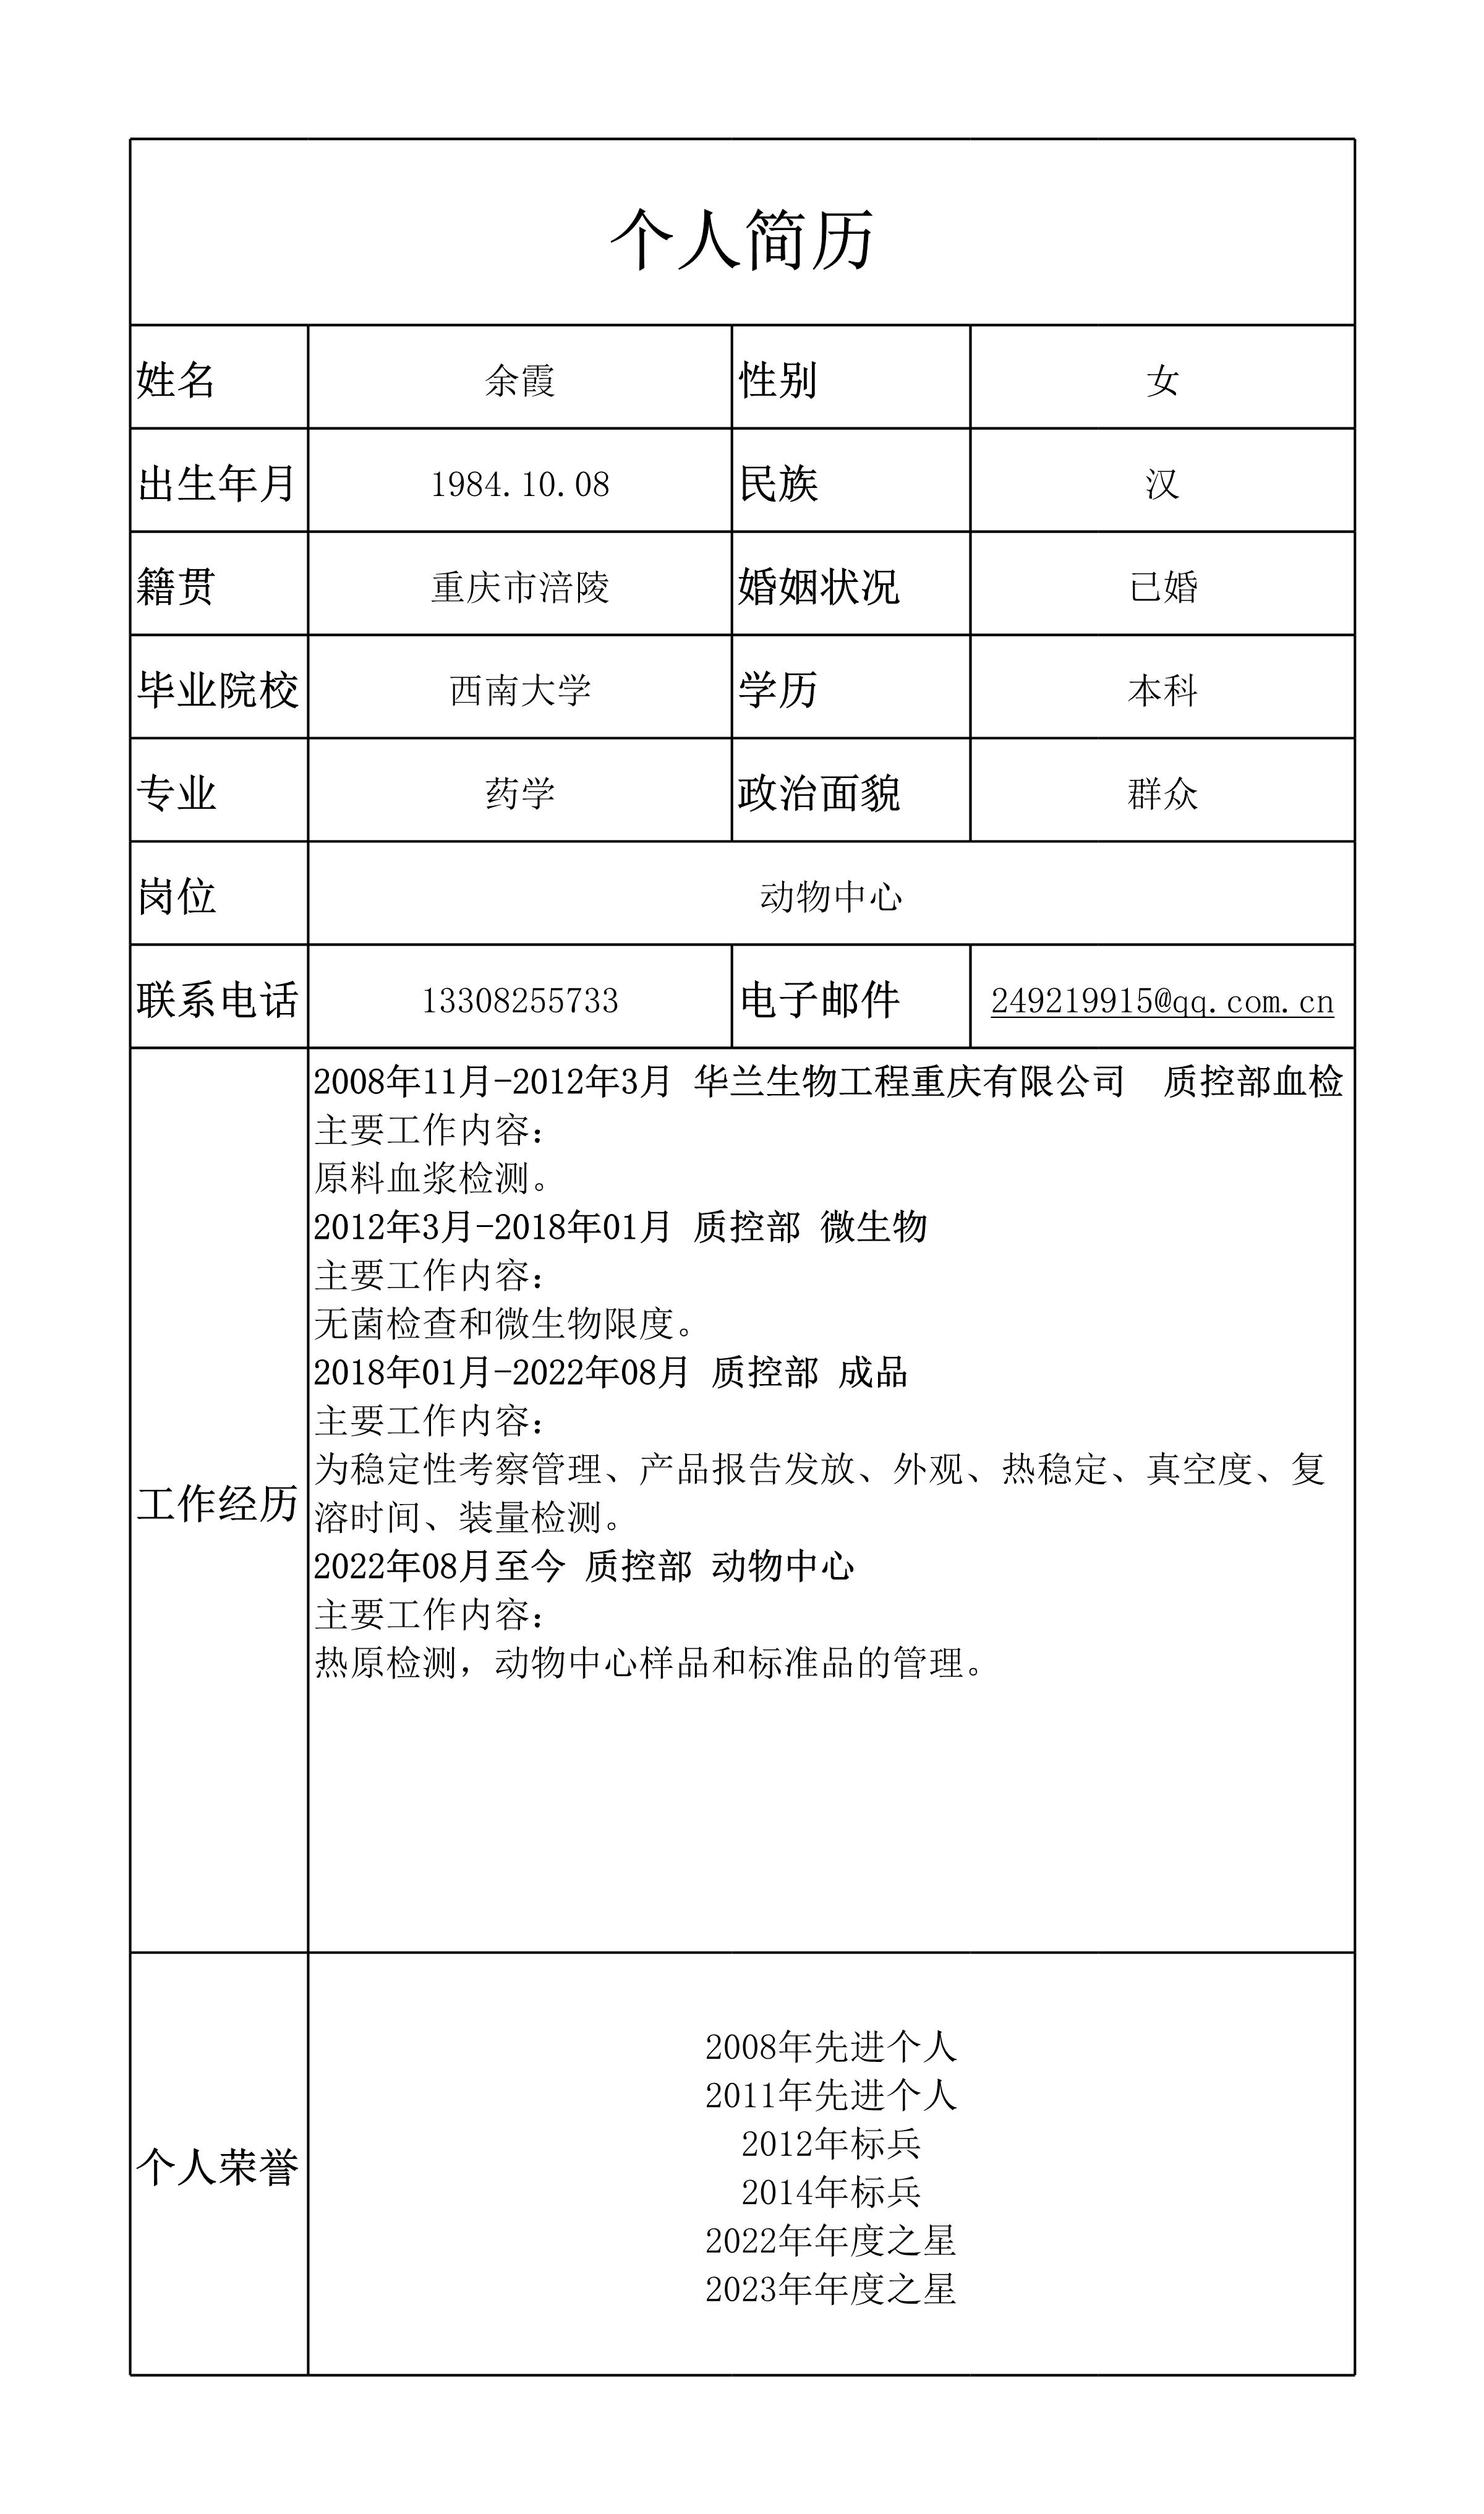 个人简历
姓名 余霞 性别 女
出生年月 1984.10.08 民族 汉
籍贯 重庆市涪陵 婚姻状况 已婚
毕业院校 西南大学 学历 本科
专业 药学 政治面貌 群众
岗位 动物中心
联系电话 13308255733 电子邮件 249219915@qq.com.cn
工作经历
2008年11月-2012年3月 华兰生物工程重庆有限公司 质控部血检
主要工作内容：
原料血浆检测。
2012年3月-2018年01月 质控部 微生物
主要工作内容：
无菌检查和微生物限度。
2018年01月-2022年08月 质控部 成品
主要工作内容：
为稳定性考察管理、产品报告发放、外观、热稳定、真空度、复
溶时间、装量检测。
2022年08月至今 质控部 动物中心
主要工作内容：
热原检测，动物中心样品和标准品的管理。
个人荣誉
2008年先进个人
2011年先进个人
2012年标兵
2014年标兵
2022年年度之星
2023年年度之星